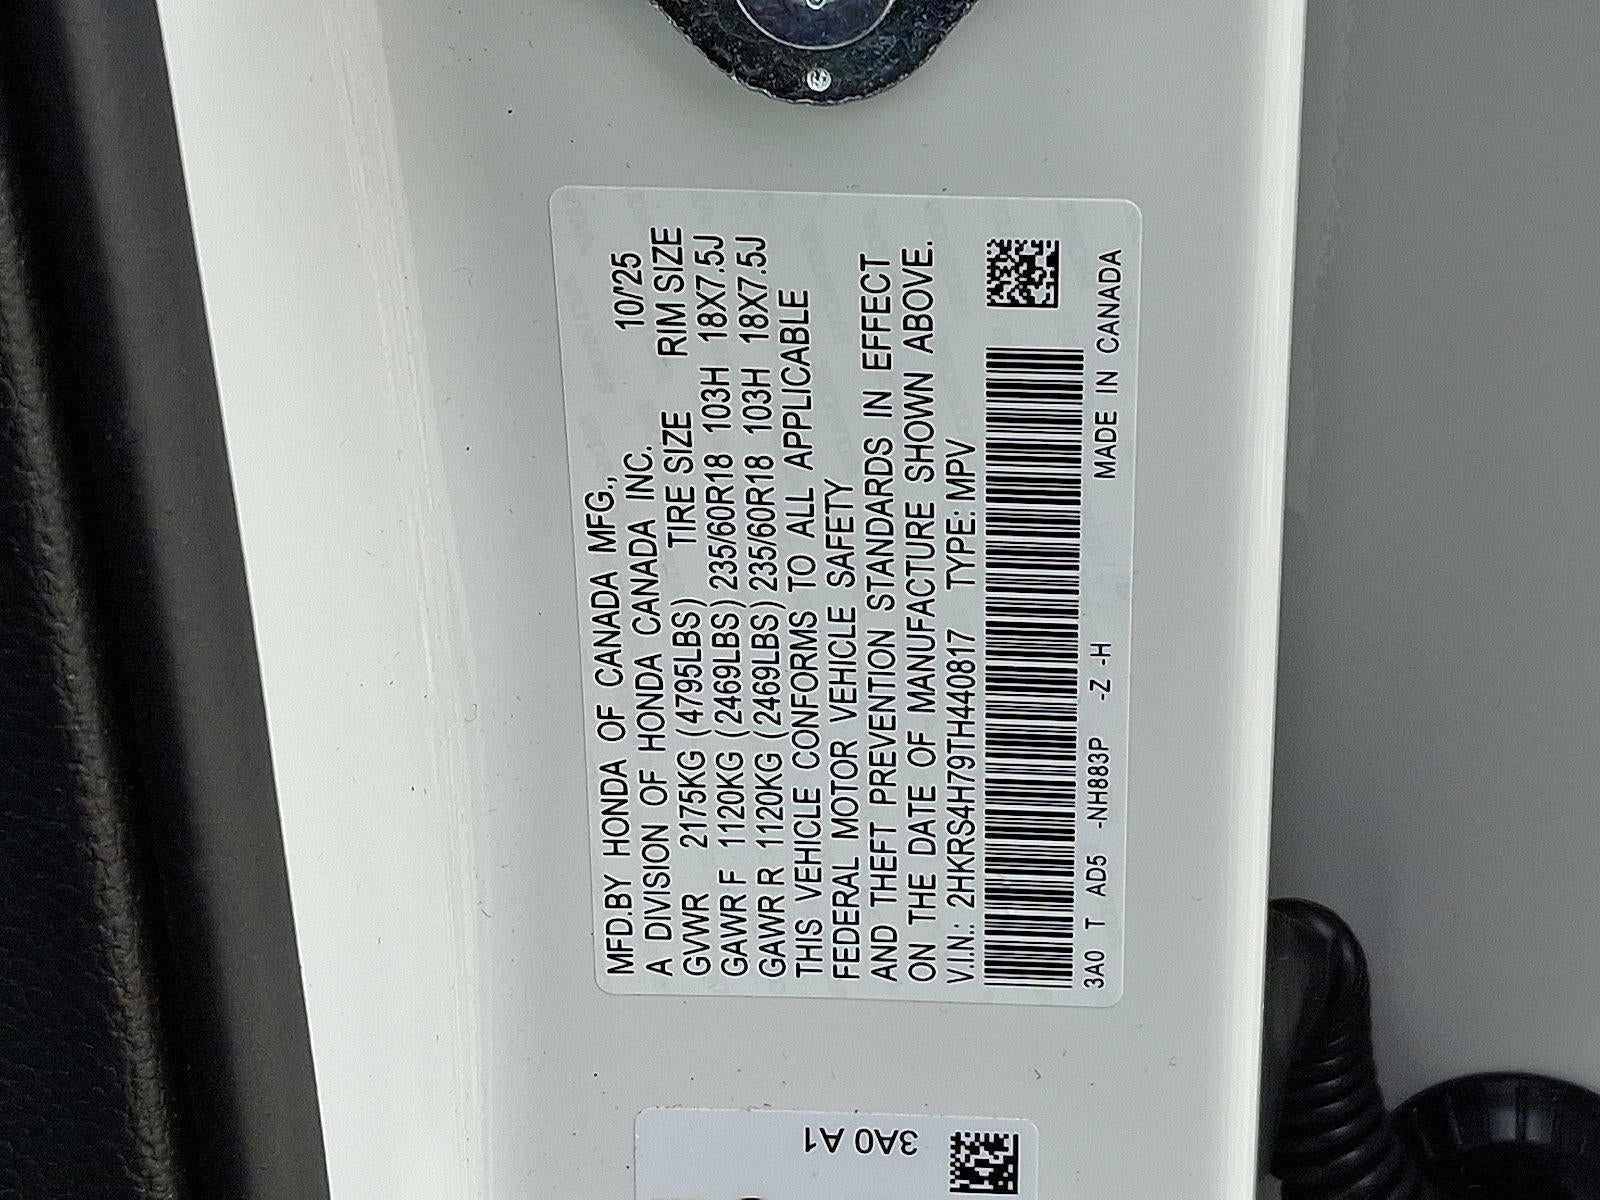 MFD.BY HONDA OF CANADA MFG., 10/'25
A DIVISION OF HONDA CANADA INC.
TIRE SIZE RIM SIZE
GVWR 2175KG (4795LBS)
GAWR F 1120KG (2469LBS) 235/60R18 103H 18X7.5J
GAWR R 1120KG (2469LBS) 235/60R18 103H 18X7.5J
THIS VEHICLE CONFORMS TO ALL APPLICABLE
FEDERAL MOTOR VEHICLE SAFETY
AND THEFT PREVENTION STANDARDS IN EFFECT
ON THE DATE OF MANUFACTURE SHOWN ABOVE.
V.I.N.: 2HKRS4H79TH440817 TYPE: MPV
3A0 T AD5 -NH883P -Z -H MADE IN CANADA
3A0 A1